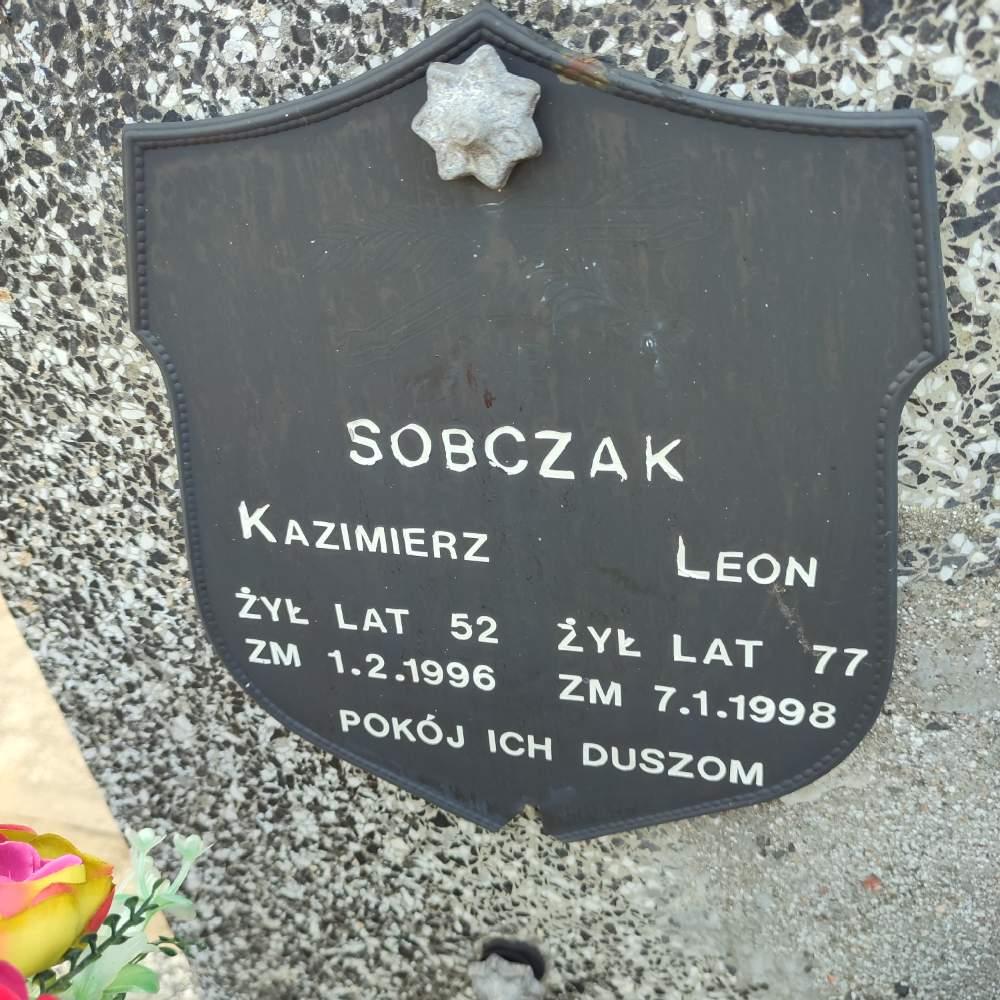 SOBCZAK
KAZIMIERZ LEON
ŻYŁ LAT 52 ŻYŁ LAT 77
ZM 1.2.1996 ZM 7.1.1998
POKÓJ ICH DUSZOM